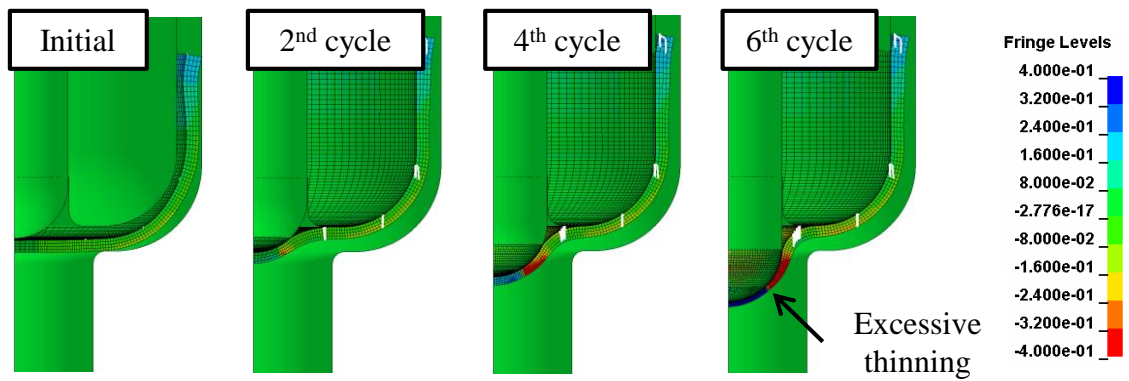 Initial
2nd cycle
4th cycle
6th cycle
Fringe Levels
4.000e-01
3.200e-01
2.400e-01
1.600e-01
8.000e-02
-2.776e-17
-8.000e-02
-1.600e-01
-2.400e-01
-3.200e-01
-4.000e-01
Excessive
thinning